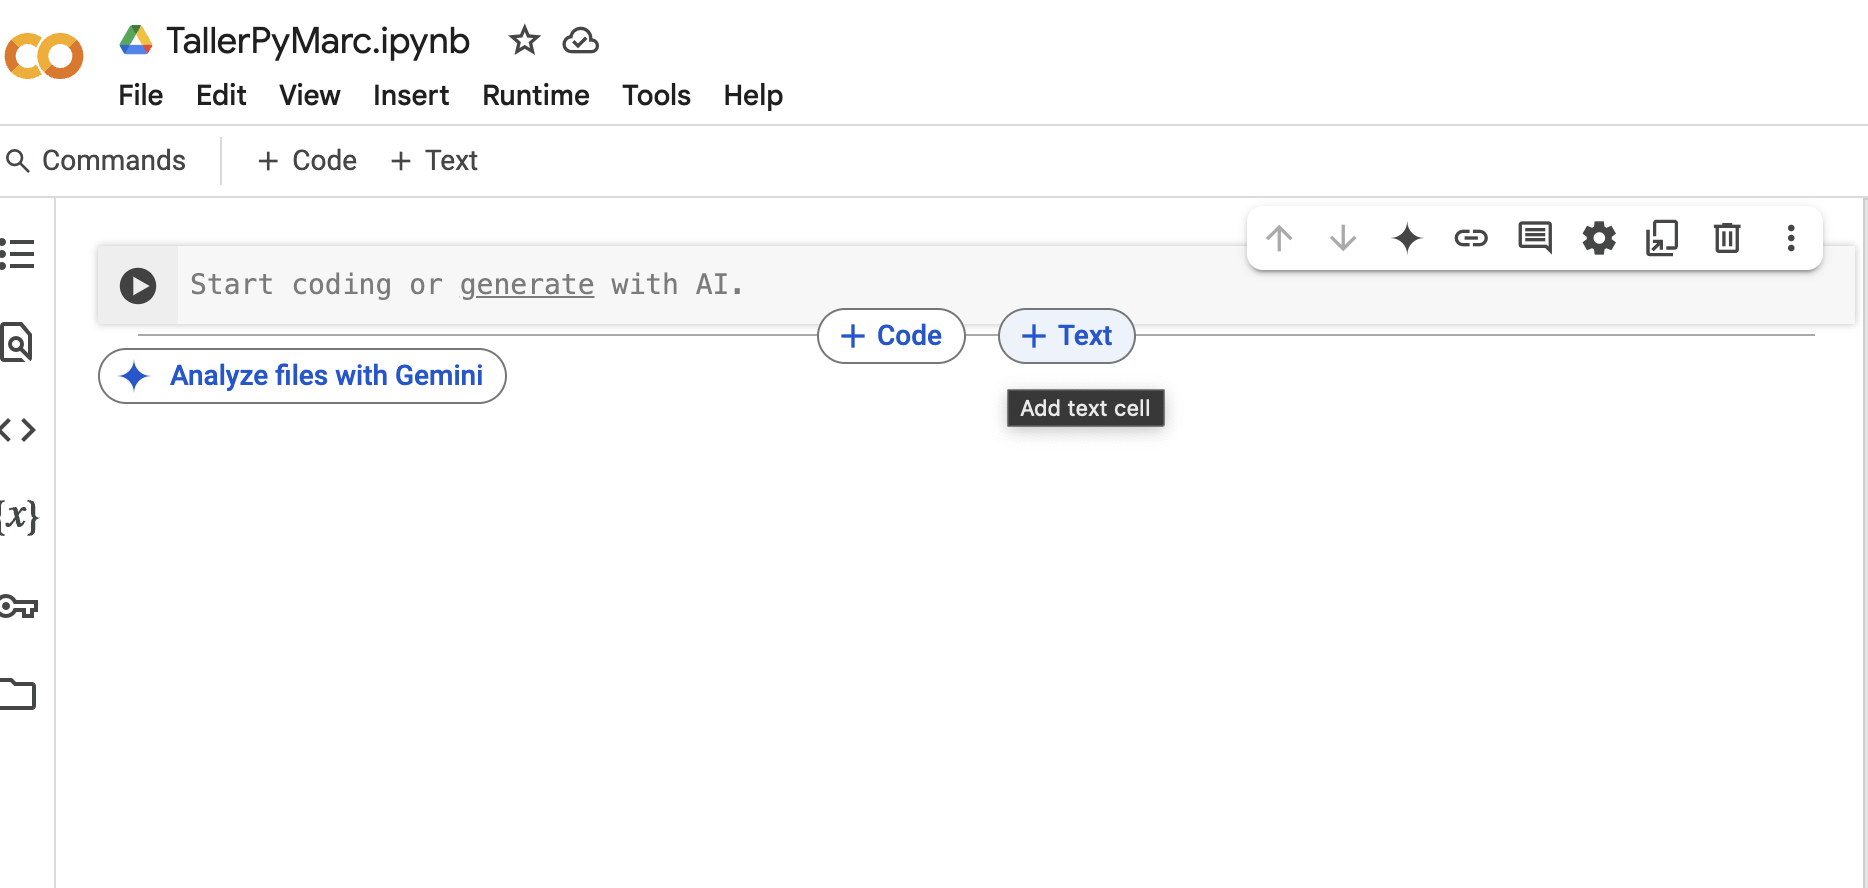 TallerPyMarc.ipynb
File Edit View Insert Runtime Tools Help
Commands + Code + Text
Start coding or generate with AI.
+ Code + Text
Analyze files with Gemini
Add text cell
{x}